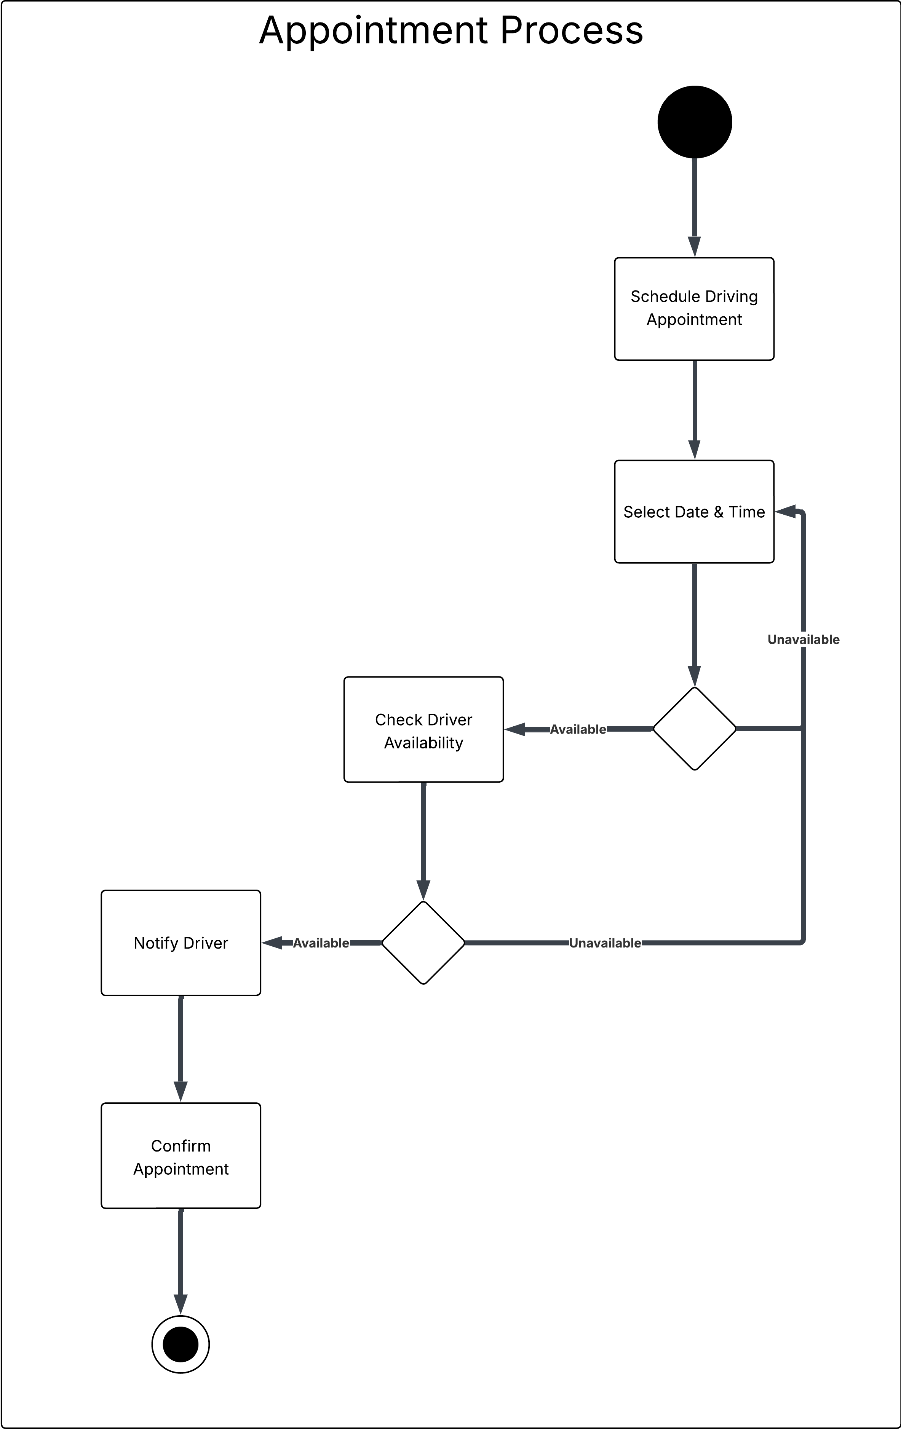 Appointment Process
Schedule Driving
Appointment
Select Date & Time
Unavailable
Check Driver
Availability
Available
Notify Driver
Available
Unavailable
Confirm
Appointment